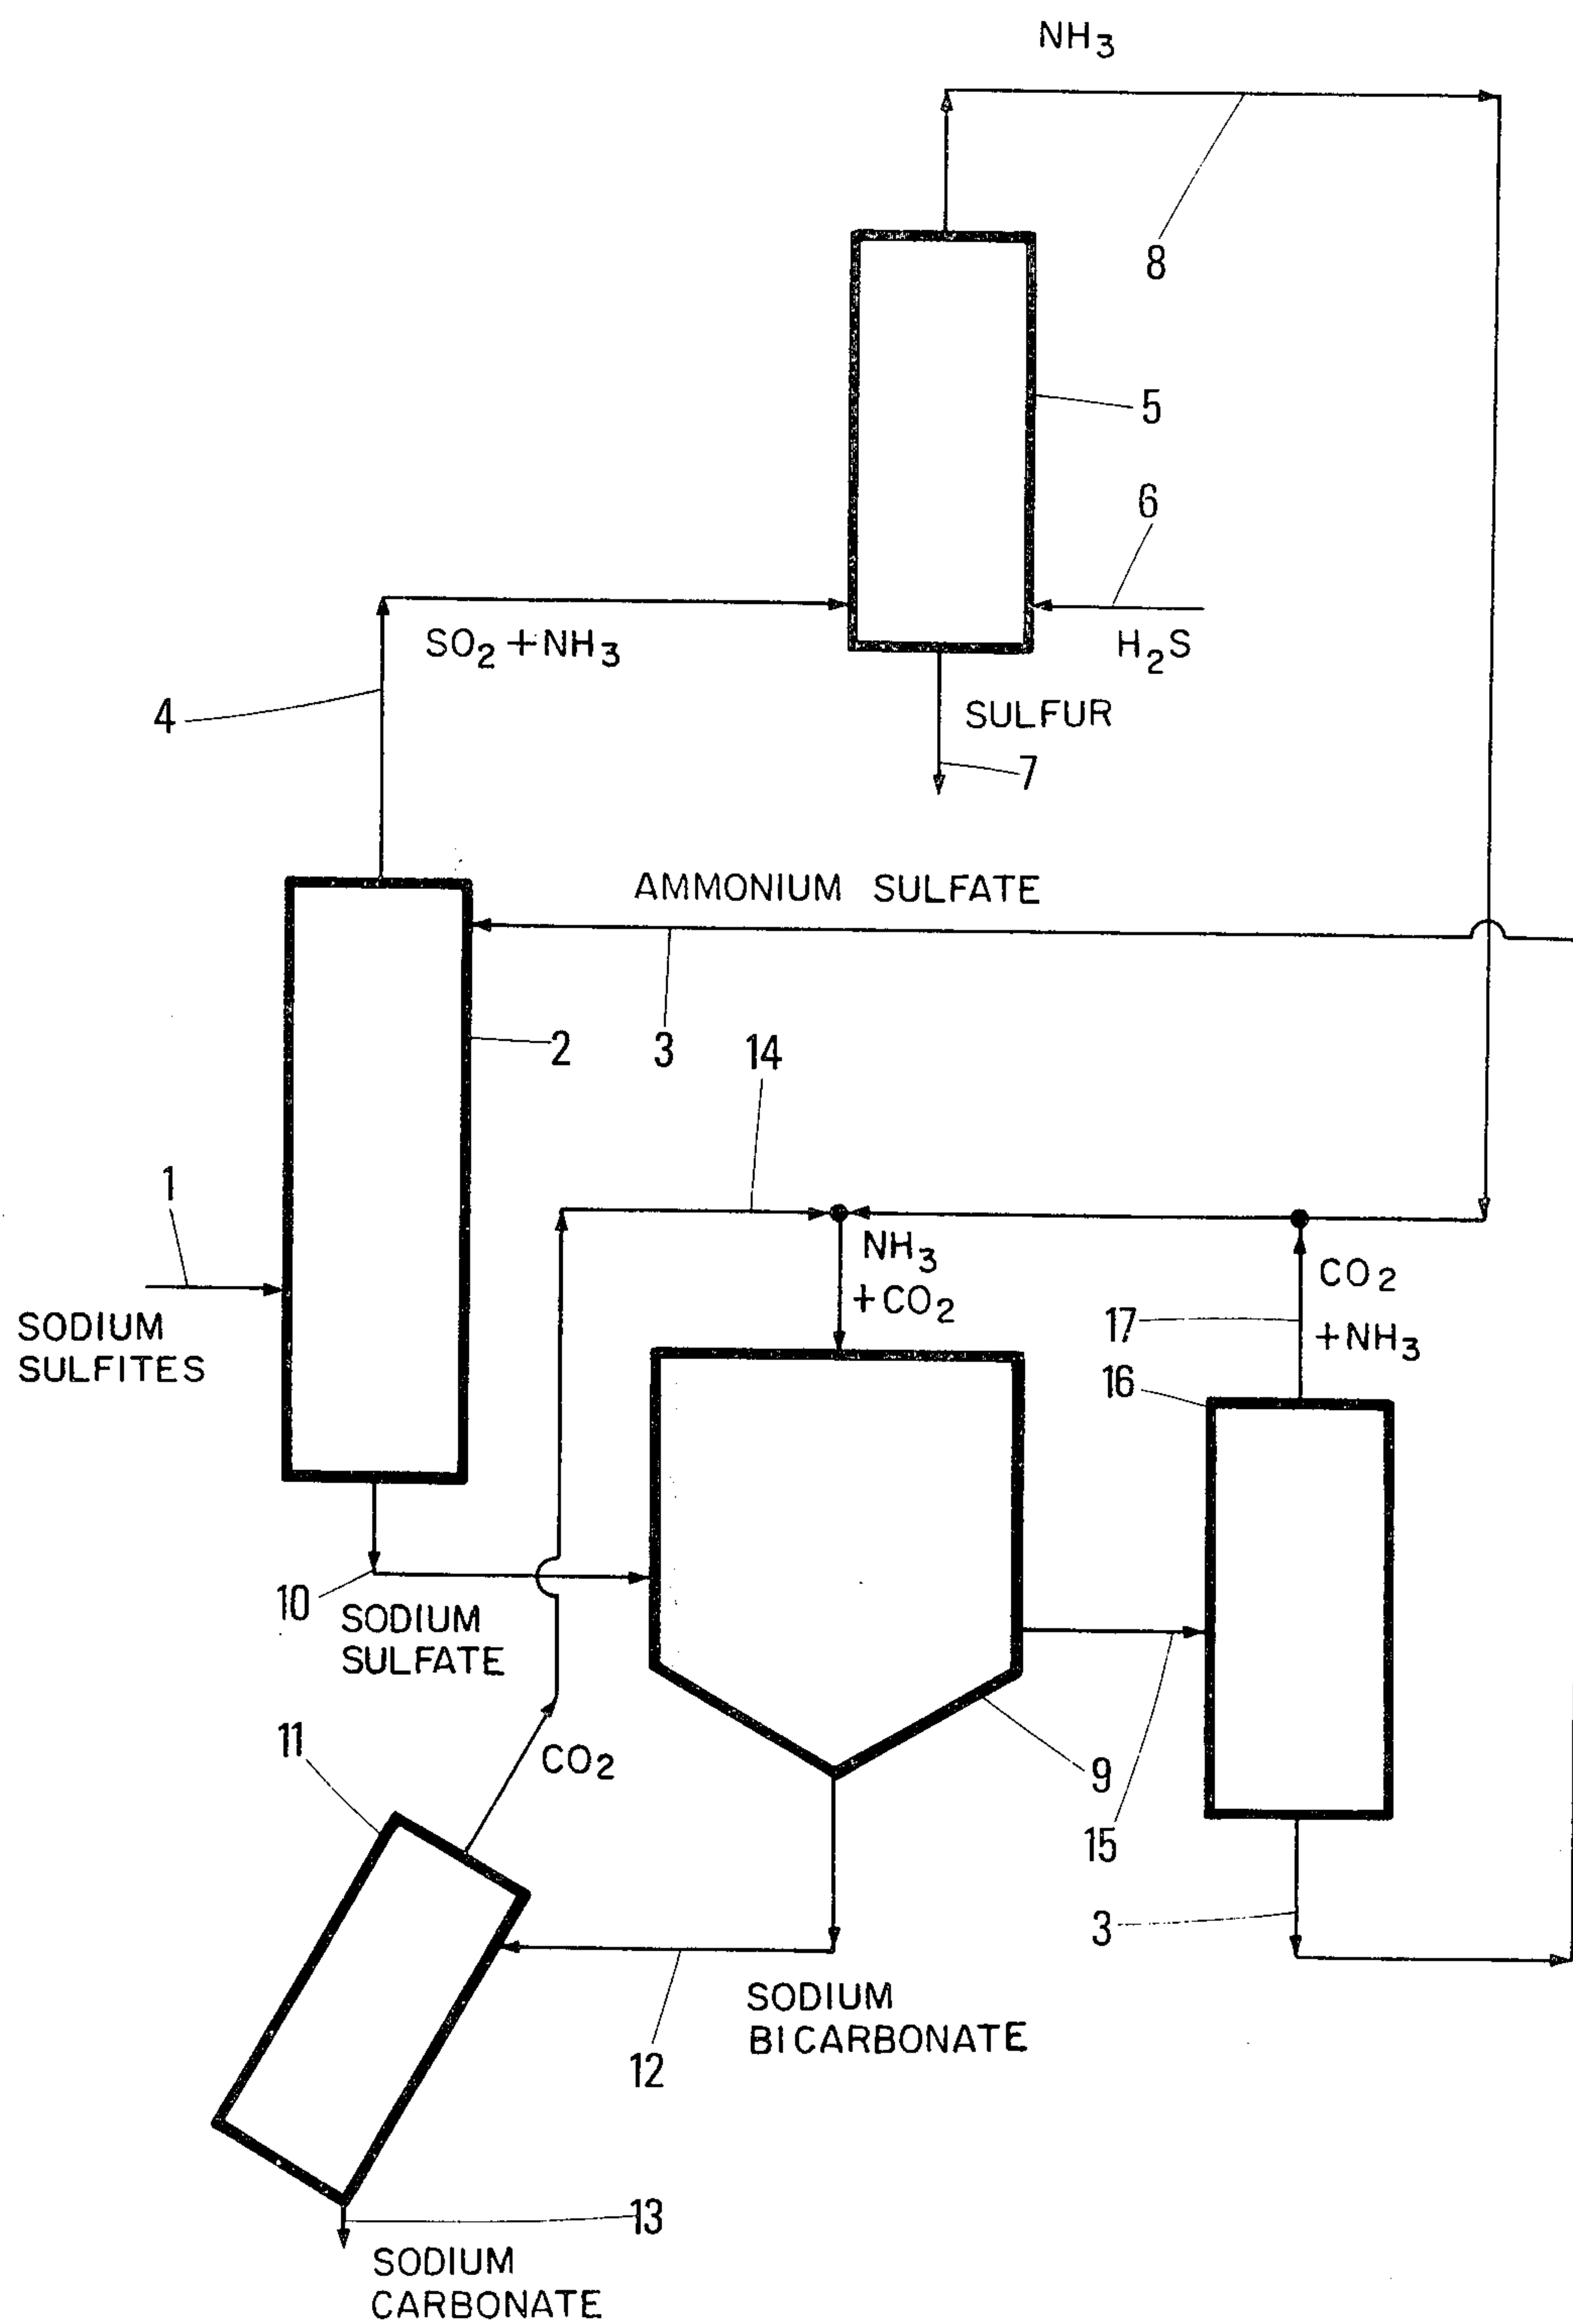 NH3
8
5
6
SO2 + NH3
H2S
4
SULFUR
7
AMMONIUM SULFATE
2
3
14
1
NH3
+CO2
CO2
+NH3
17
SODIUM
SULFITES
16
10
SODIUM
SULFATE
11
CO2
9
15
3
SODIUM
BICARBONATE
12
13
SODIUM
CARBONATE